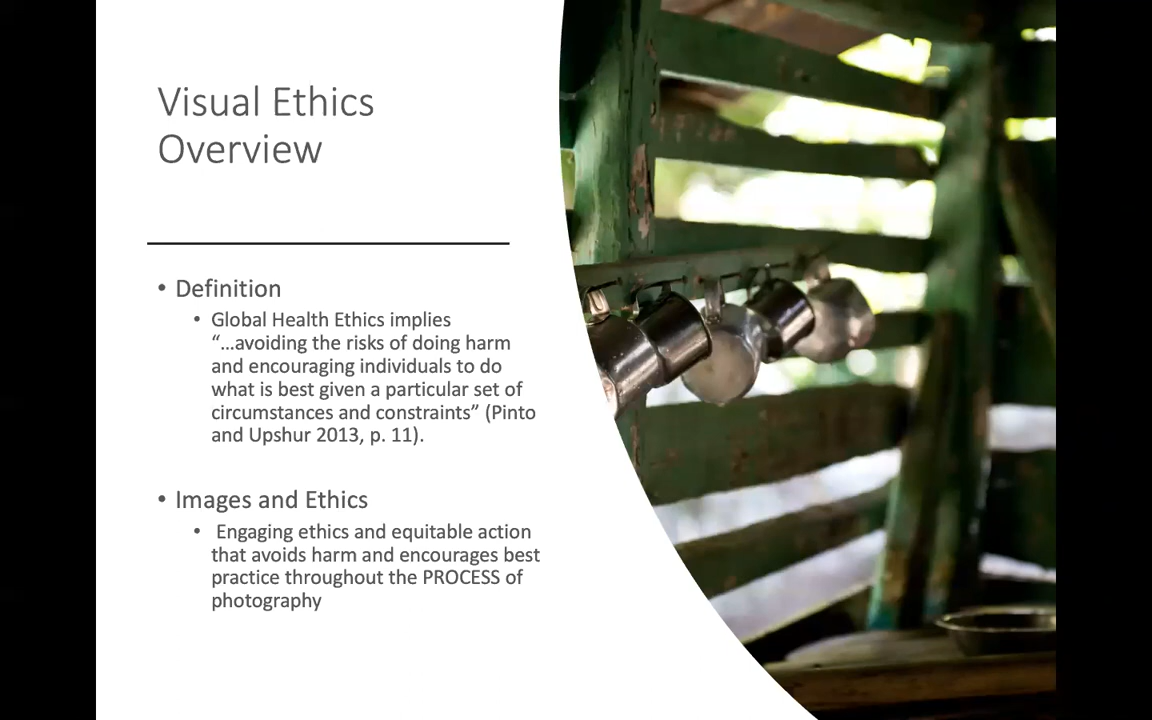 Visual Ethics
Overview
• Definition
• Global Health Ethics implies
“…avoiding the risks of doing harm
and encouraging individuals to do
what is best given a particular set of
circumstances and constraints” (Pinto
and Upshur 2013, p. 11).
• Images and Ethics
• Engaging ethics and equitable action
that avoids harm and encourages best
practice throughout the PROCESS of
photography